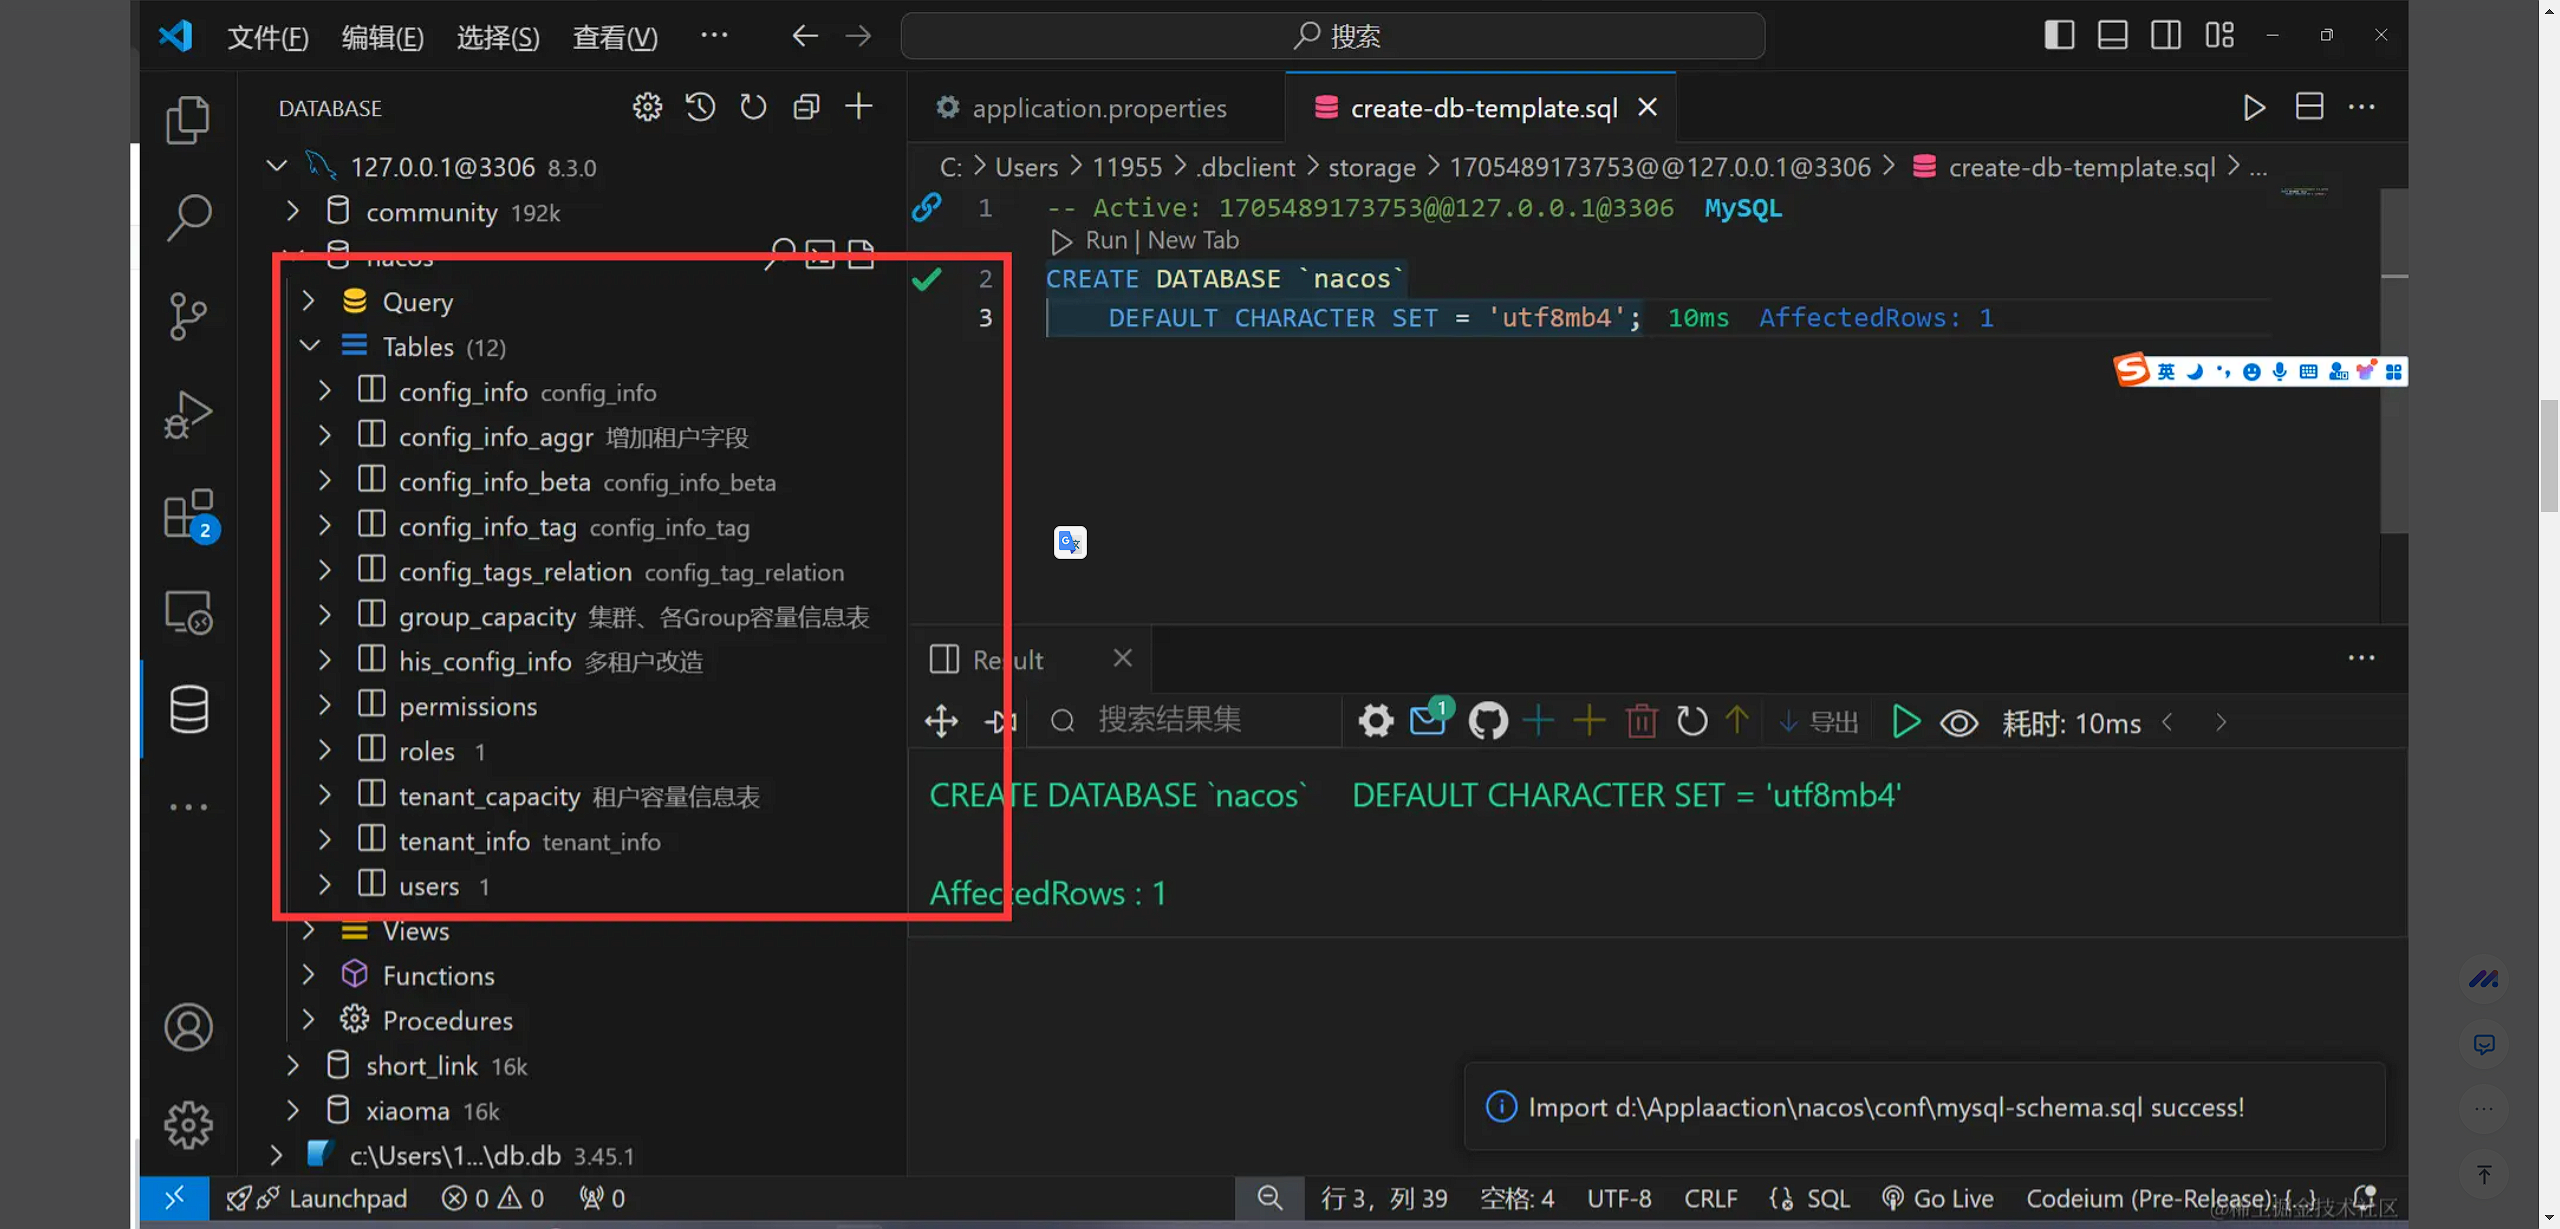 文件(F) 编辑(E) 选择(S) 查看(V) ··· 搜索
DATABASE
127.0.0.1@3306 8.3.0
community 192k
nacos
Query
Tables (12)
config_info config_info
config_info_aggr 增加租户字段
config_info_beta config_info_beta
config_info_tag config_info_tag
config_tags_relation config_tag_relation
group_capacity 集群、各Group容量信息表
his_config_info 多租户改造
permissions
roles 1
tenant_capacity 租户容量信息表
tenant_info tenant_info
users 1
Views
Functions
Procedures
short_link 16k
xiaoma 16k
c:\Users\1...\db.db 3.45.1
2
application.properties create-db-template.sql
C: > Users > 11955 > .dbclient > storage > 1705489173753@@127.0.0.1@3306 > create-db-template.sql > ...
1 -- Active: 1705489173753@@127.0.0.1@3306 MySQL
Run | New Tab
2 CREATE DATABASE `nacos`
3 DEFAULT CHARACTER SET = 'utf8mb4'; 10ms AffectedRows: 1
英
Result
搜索结果集 1 导出 耗时: 10ms
CREATE DATABASE `nacos` DEFAULT CHARACTER SET = 'utf8mb4'
AffectedRows : 1
Import d:\Applaaction\nacos\conf\mysql-schema.sql success!
Launchpad 0 0 0 行 3，列 39 空格: 4 UTF-8 CRLF SQL Go Live Codeium (Pre-Release): {...}
@稀土掘金技术社区